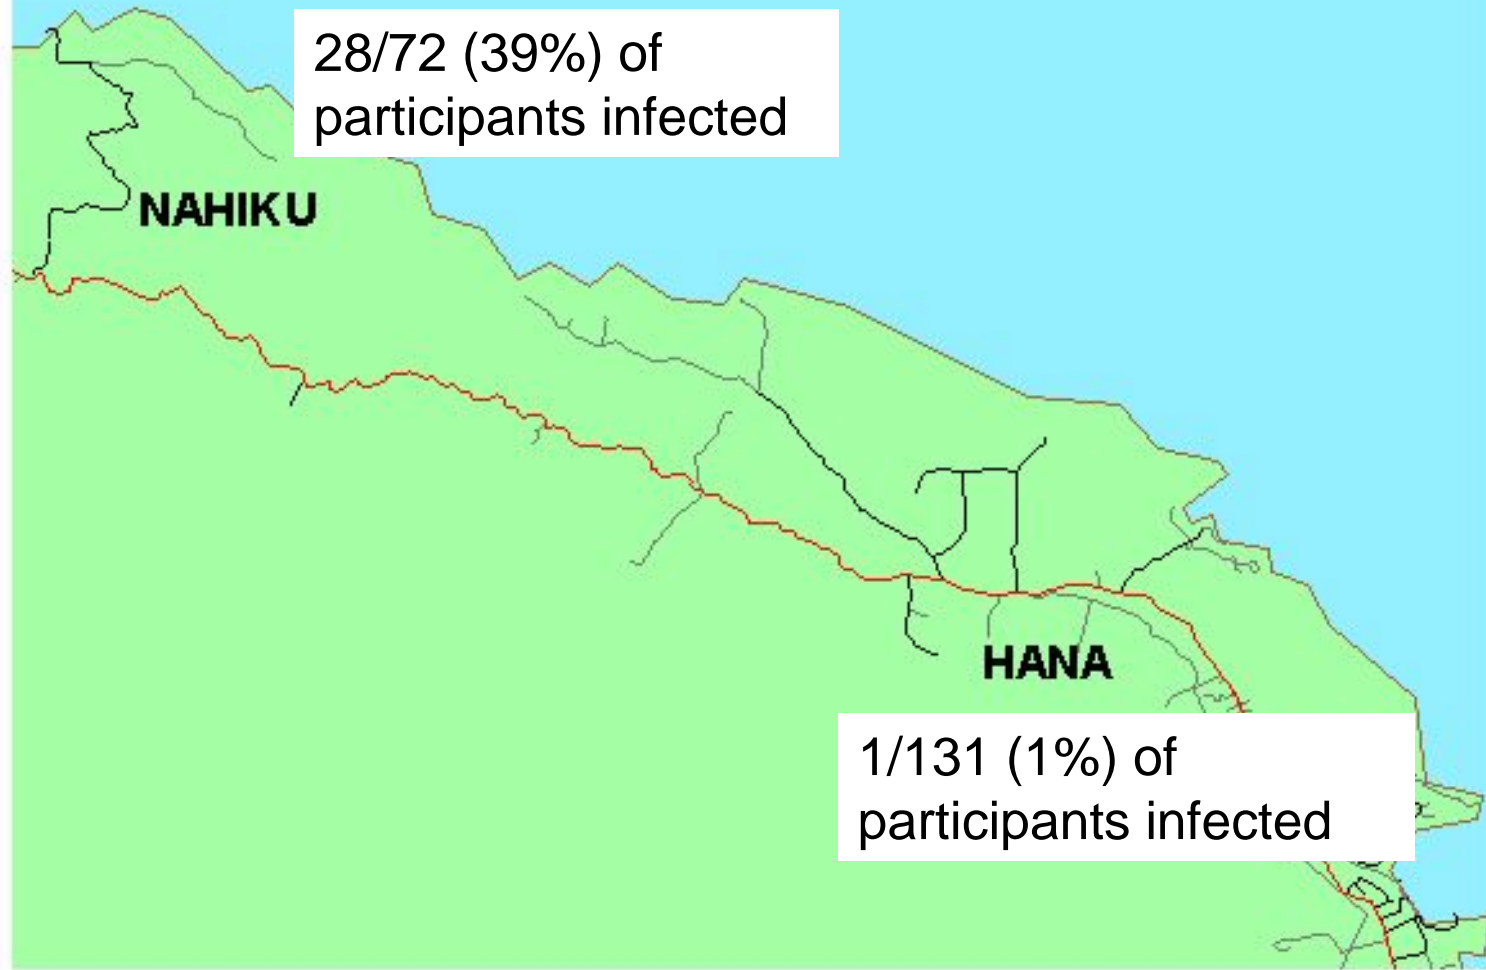 28/72 (39%) of
participants infected
NAHIKU
HANA
1/131 (1%) of
participants infected